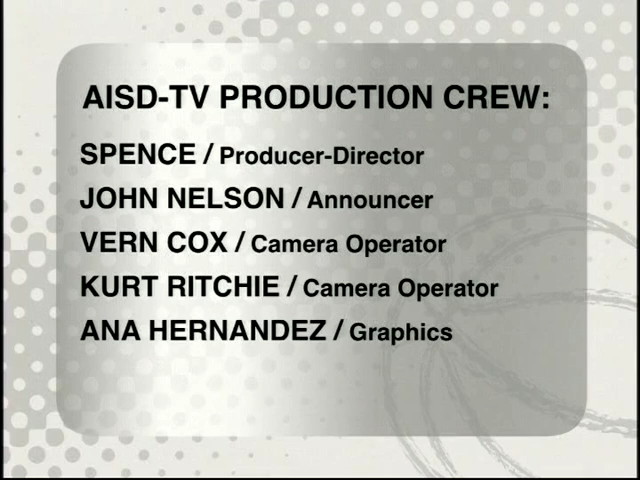 AISD-TV PRODUCTION CREW:
SPENCE / Producer-Director
JOHN NELSON / Announcer
VERN COX / Camera Operator
KURT RITCHIE / Camera Operator
ANA HERNANDEZ / Graphics